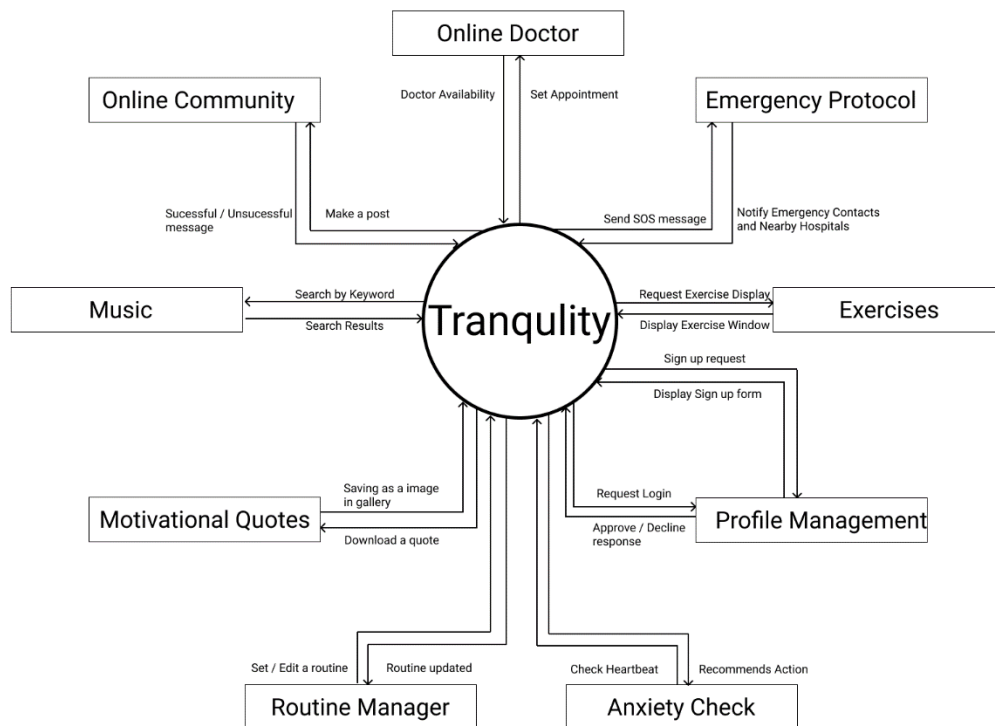 Online Doctor
Online Community
Doctor Availability
Set Appointment
Emergency Protocol
Sucessful / Unsucessful
message
Make a post
Send SOS message
Notify Emergency Contacts
and Nearby Hospitals
Music
Search by Keyword
Search Results
Tranqulity
Request Exercise Display
Display Exercise Window
Exercises
Sign up request
Display Sign up form
Motivational Quotes
Saving as a image
in gallery
Download a quote
Request Login
Approve / Decline
response
Profile Management
Set / Edit a routine
Routine updated
Check Heartbeat
Recommends Action
Routine Manager
Anxiety Check